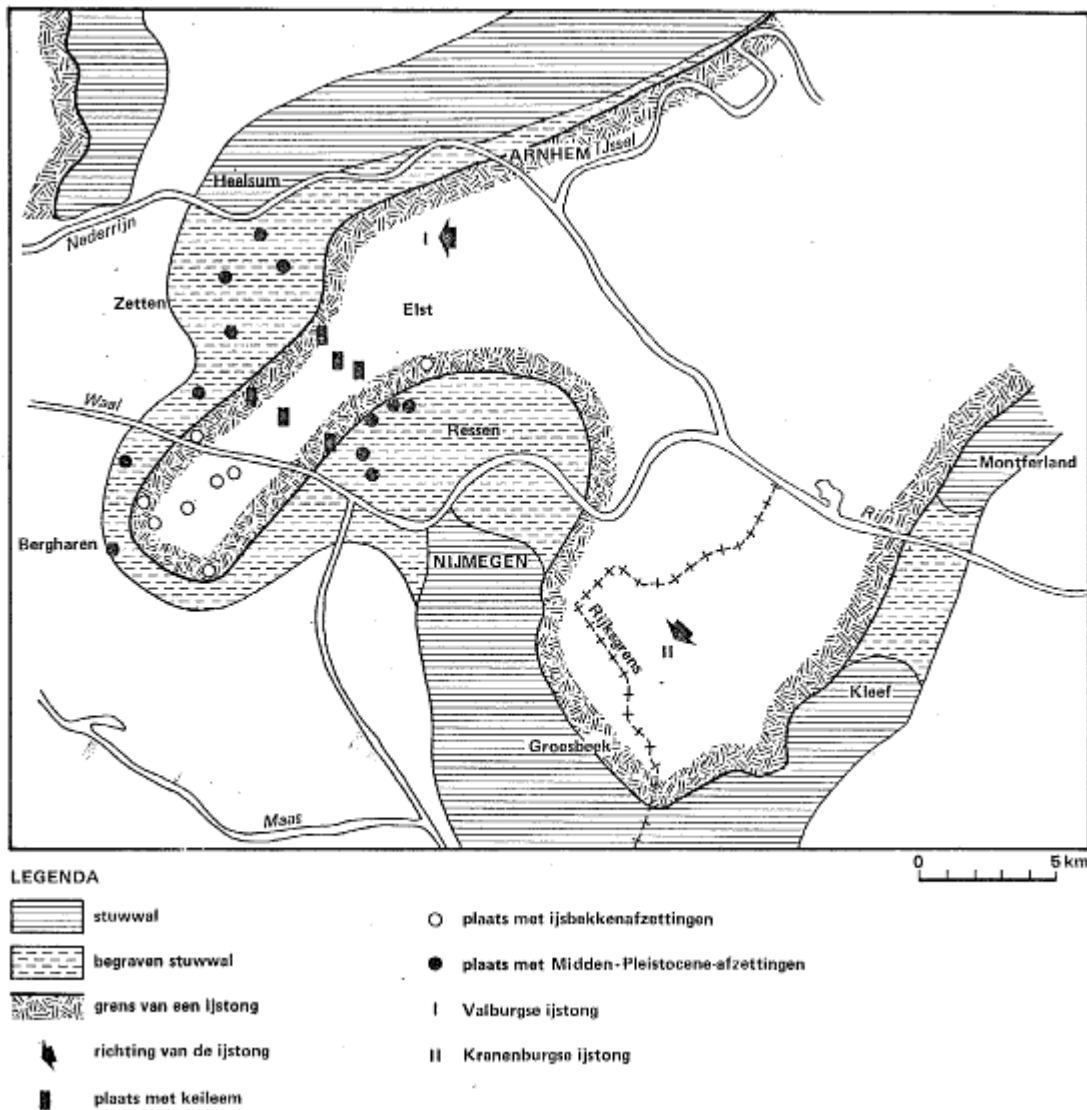 ARNHEM
IJssel
Heelsum
Nederrijn
I
Zetten
Elst
Waal
Ressen
Montferland
Rijn
Bergharen
NIJMEGEN
Rijksgrens
II
Kleef
Groesbeek
Maas
0 5 km
LEGENDA
stuwwal
begraven stuwwal
grens van een ijstong
richting van de ijstong
plaats met keileem
plaats met ijsbekkenafzettingen
plaats met Midden-Pleistocene-afzettingen
I Valburgse ijstong
II Kranenburgse ijstong